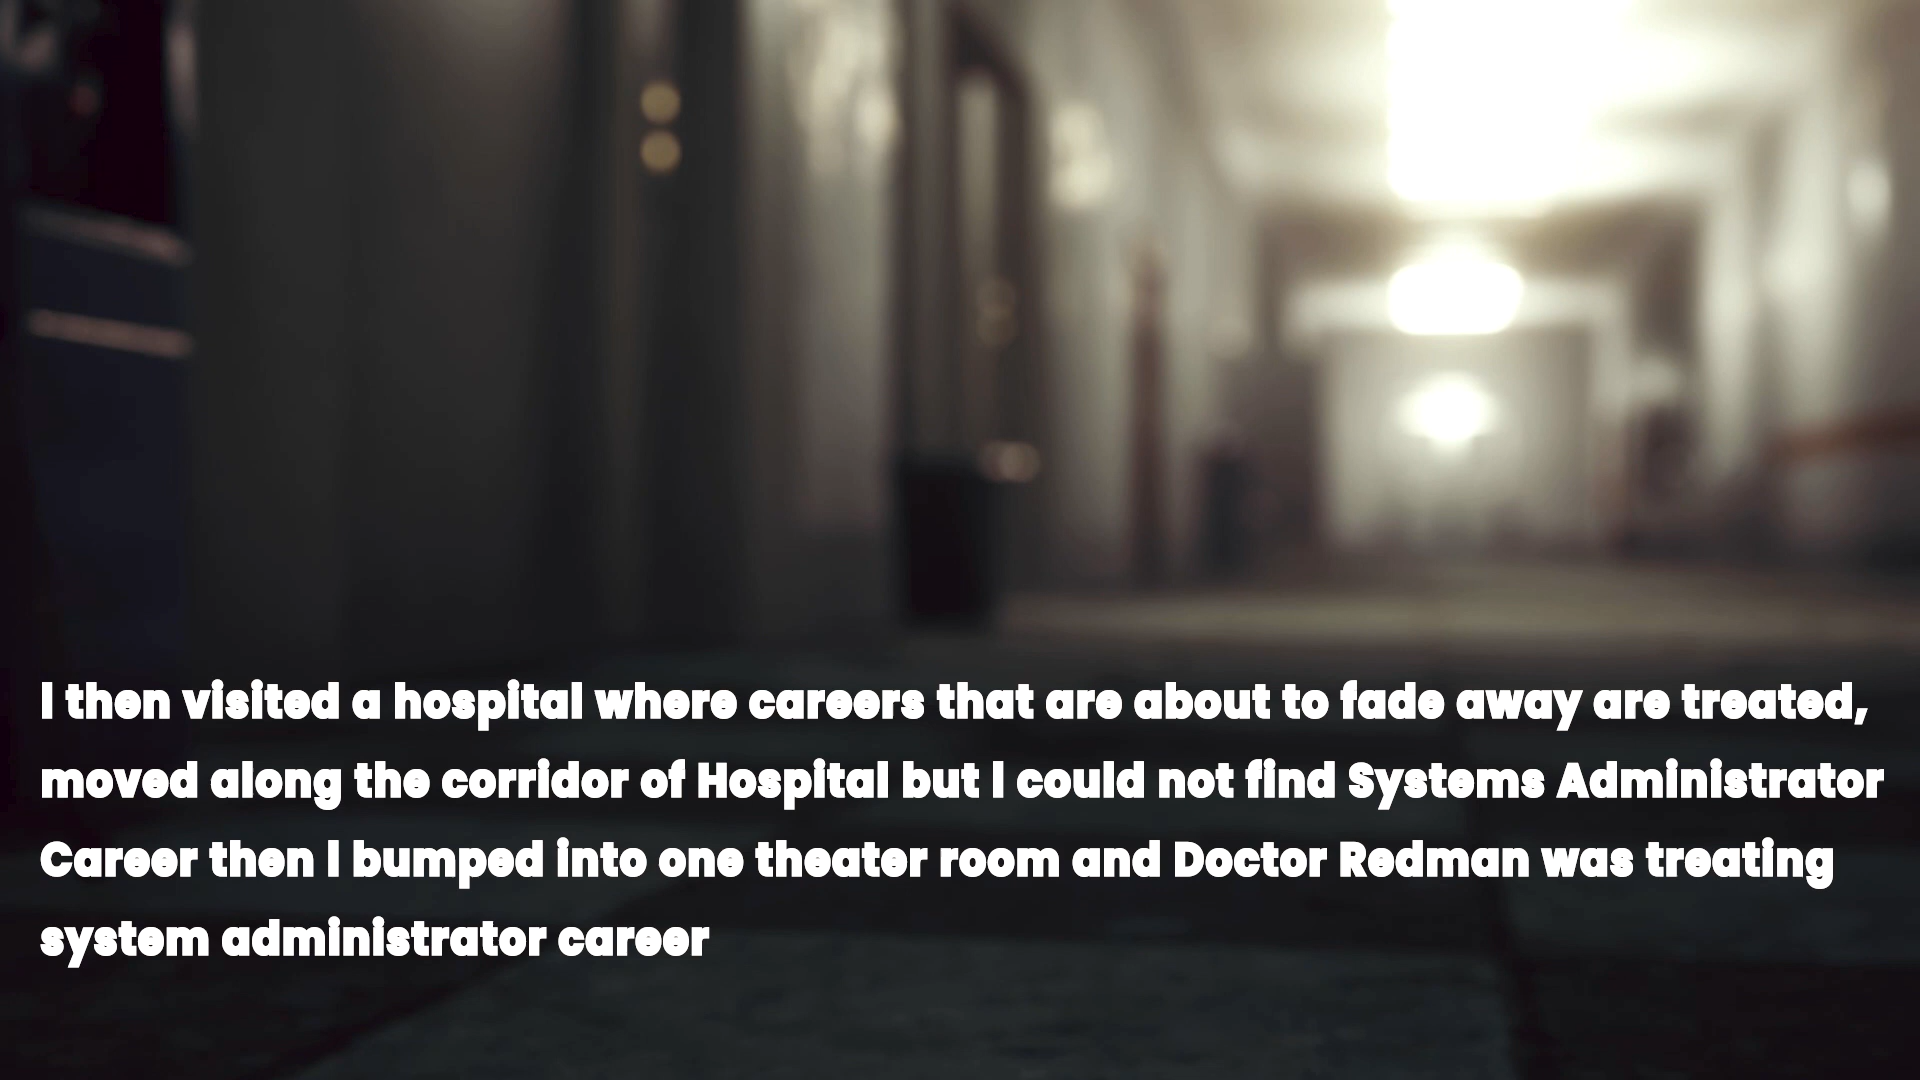 I then visited a hospital where careers that are about to fade away are treated,
moved along the corridor of Hospital but I could not find Systems Administrator
Career then I bumped into one theater room and Doctor Redman was treating
system administrator career